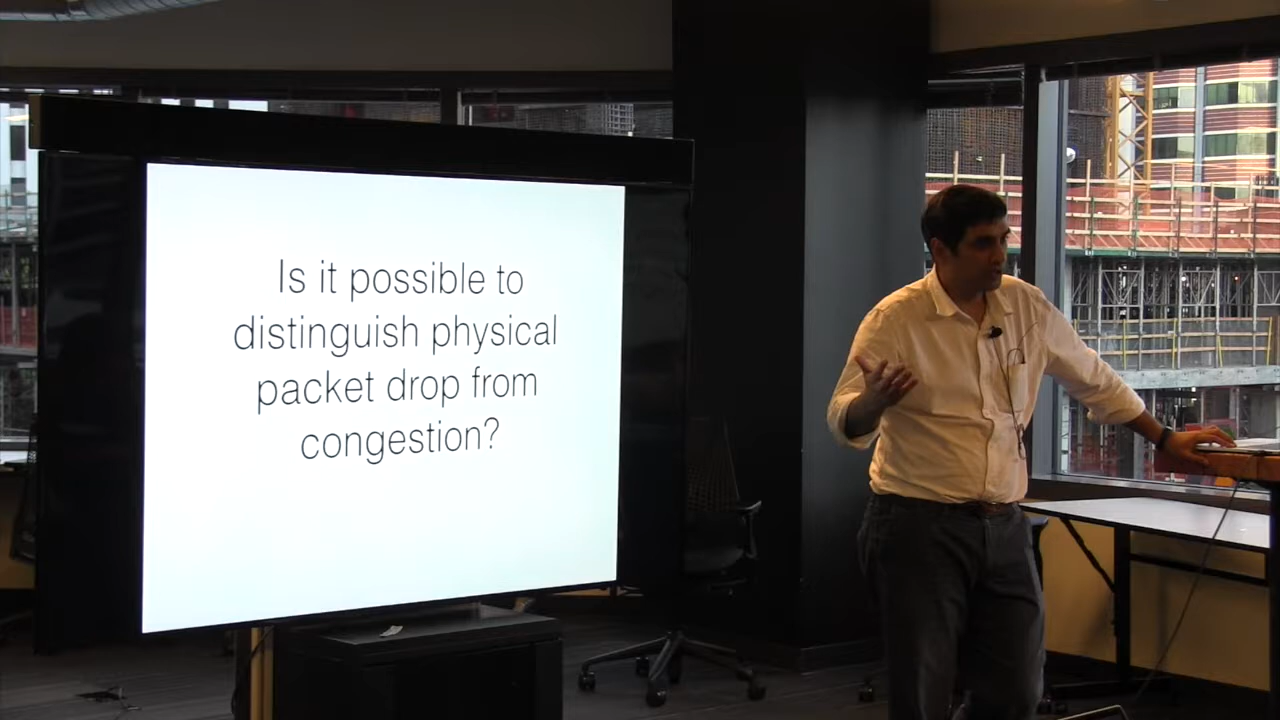 Is it possible to
distinguish physical
packet drop from
congestion?